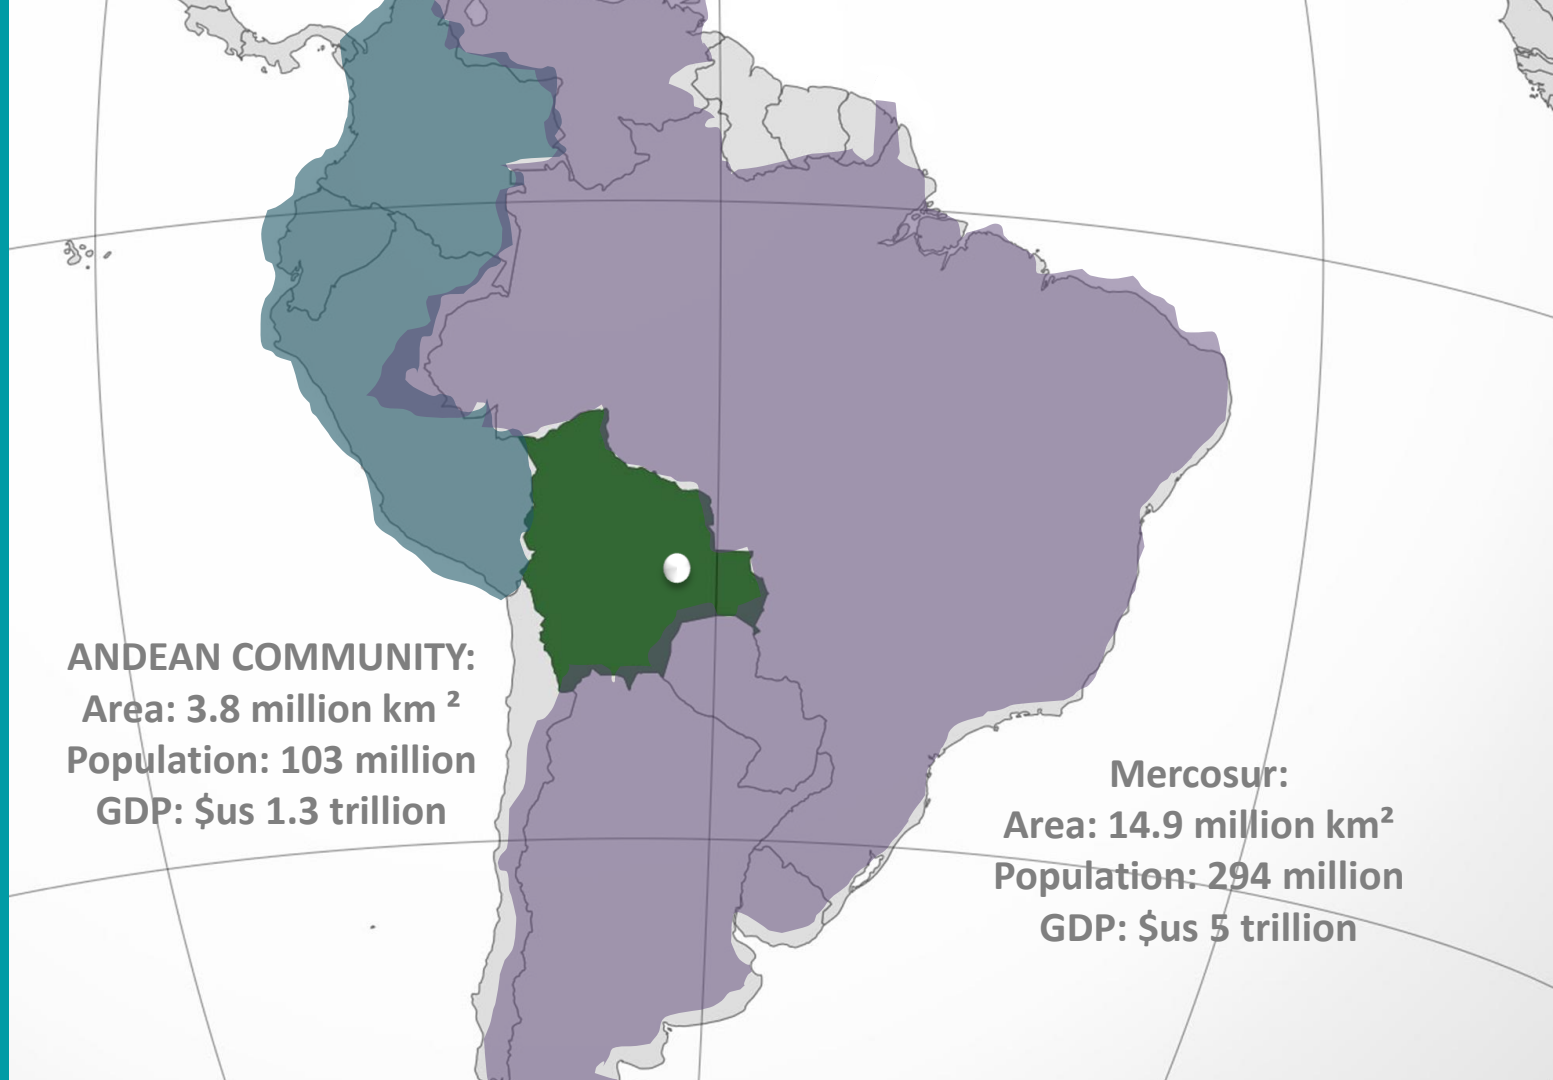 ANDEAN COMMUNITY:
Area: 3.8 million km ²
Population: 103 million
GDP: $us 1.3 trillion
Mercosur:
Area: 14.9 million km²
Population: 294 million
GDP: $us 5 trillion